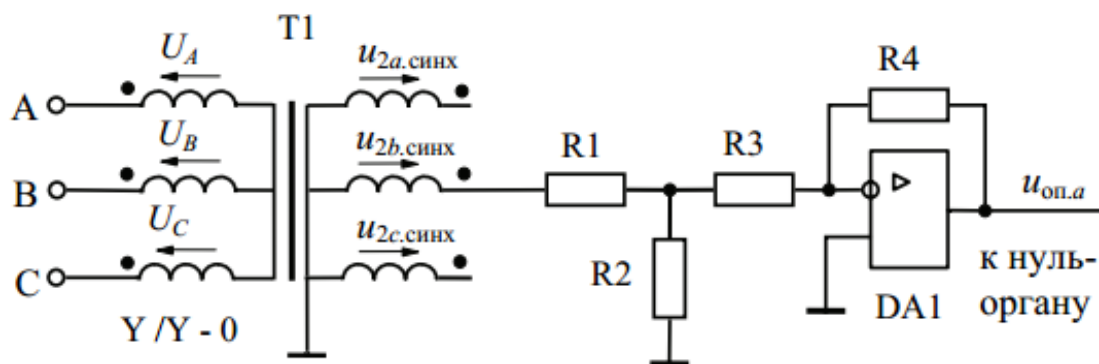 T1
U_A
u_2a.синх
R4
A
U_B
u_2b.синх
R1
R3
B
U_C
u_2c.синх
u_оп.a
C
R2
к нуль-
органу
Y /Y - 0
DA1